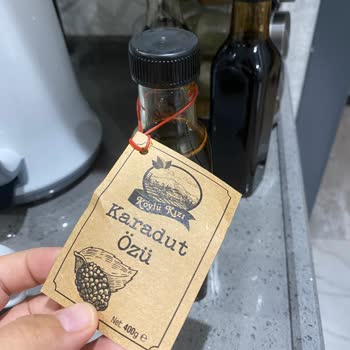 Köylü Kızı
Karadut
Özü
Net 400g e